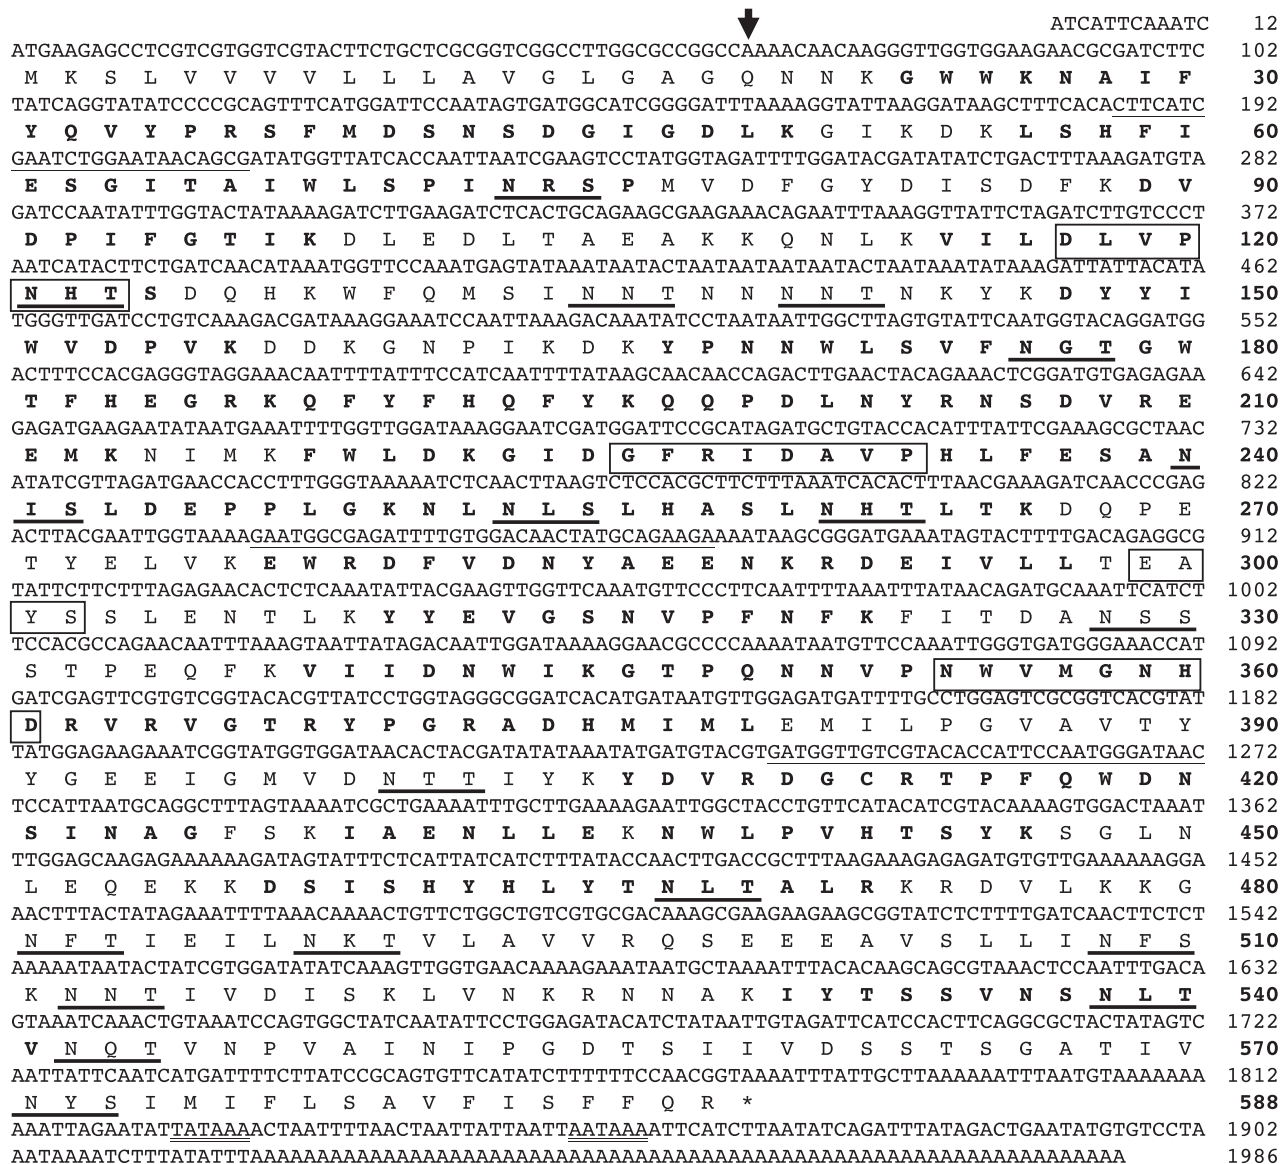 ATCATTCAAATC 12
ATGAAGAGCCTCGTCGTGGTCGTACTTCTGCTCGCGGTCGGCCTTGGCGCCGGCCAAAACAACAAGGGTTGGTGGAAGAACGCGATCTTC 102
M K S L V V V V L L L A V G L G A G Q N N K G W W K N A I F 30
TATCAGGTATATCCCCGCAGTTTCATGGATTCCAATAGTGATGGCATCGGGGATTTAAAAGGTATTAAGGATAAGCTTTCACACTTCATC 192
Y Q V Y P R S F M D S N S D G I G D L K G I K D K L S H F I 60
GAATCTGGAATAACAGCGATATGGTTATCACCAATTAATCGAAGTCCTATGGTAGATTTTGGATACGATATATCTGACTTTAAAGATGTA 282
E S G I T A I W L S P I N R S P M V D F G Y D I S D F K D V 90
GATCCAATATTTGGTACTATAAAAGATCTTGAAGATCTCACTGCAGAAGCGAAGAAACAGAATTTAAAGGTTATTCTAGATCTTGTCCCT 372
D P I F G T I K D L E D L T A E A K K Q N L K V I L D L V P 120
AATCATACTTCTGATCAACATAAATGGTTCCAAATGAGTATAAATAATACTAATAATAATAATACTAATAAATATAAAGATTATTACATA 462
N H T S D Q H K W F Q M S I N N T N N N N T N K Y K D Y Y I 150
TGGGTTGATCCTGTCAAAGACGATAAAGGAAATCCAATTAAAGACAAATATCCTAATAATTGGCTTAGTGTATTCAATGGTACAGGATGG 552
W V D P V K D D K G N P I K D K Y P N N W L S V F N G T G W 180
ACTTTCCACGAGGGTAGGAAACAATTTTATTTCCATCAATTTTATAAGCAACAACCAGACTTGAACTACAGAAACTCGGATGTGAGAGAA 642
T F H E G R K Q F Y F H Q F Y K Q Q P D L N Y R N S D V R E 210
GAGATGAAGAATATAATGAAATTTTGGTTGGATAAAGGAATCGATGGATTCCGCATAGATGCTGTACCACATTTATTCGAAAGCGCTAAC 732
E M K N I M K F W L D K G I D G F R I D A V P H L F E S A N 240
ATATCGTTAGATGAACCACCTTTGGGTAAAAATCTCAACTTAAGTCTCCACGCTTCTTTAAATCACACTTTAACGAAAGATCAACCCGAG 822
I S L D E P P L G K N L N L S L H A S L N H T L T K D Q P E 270
ACTTACGAATTGGTAAAAGAATGGCGAGATTTTGTGGACAACTATGCAGAAGAAAATAAGCGGGATGAAATAGTACTTTTGACAGAGGCG 912
T Y E L V K E W R D F V D N Y A E E N K R D E I V L L T E A 300
TATTCTTCTTTAGAGAACACTCTCAAATATTACGAAGTTGGTTCAAATGTTCCCTTCAATTTTAAATTTATAACAGATGCAAATTCATCT 1002
Y S S L E N T L K Y Y E V G S N V P F N F K F I T D A N S S 330
TCCACGCCAGAACAATTTAAAGTAATTATAGACAATTGGATAAAAGGAACGCCCCAAAATAATGTTCCAAATTGGGTGATGGGAAACCAT 1092
S T P E Q F K V I I D N W I K G T P Q N N V P N W V M G N H 360
GATCGAGTTCGTGTCGGTACACGTTATCCTGGTAGGGCGGATCACATGATAATGTTGGAGATGATTTTGCCTGGAGTCGCGGTCACGTAT 1182
D R V R V G T R Y P G R A D H M I M L E M I L P G V A V T Y 390
TATGGAGAAGAAATCGGTATGGTGGATAACACTACGATATATAAATATGATGTACGTGATGGTTGTCGTACACCATTCCAATGGGATAAC 1272
Y G E E I G M V D N T T I Y K Y D V R D G C R T P F Q W D N 420
TCCATTAATGCAGGCTTTAGTAAAATCGCTGAAAATTTGCTTGAAAAGAATTGGCTACCTGTTCATACATCGTACAAAAGTGGACTAAAT 1362
S I N A G F S K I A E N L L E K N W L P V H T S Y K S G L N 450
TTGGAGCAAGAGAAAAAAGATAGTATTTCTCATTATCATCTTTATACCAACTTGACCGCTTTAAGAAAGAGAGATGTGTTGAAAAAAGGA 1452
L E Q E K K D S I S H Y H L Y T N L T A L R K R D V L K K G 480
AACTTTACTATAGAAATTTTAAACAAAACTGTTCTGGCTGTCGTGCGACAAAGCGAAGAAGAAGCGGTATCTCTTTTGATCAACTTCTCT 1542
N F T I E I L N K T V L A V V R Q S E E E A V S L L I N F S 510
AAAAATAATACTATCGTGGATATATCAAAGTTGGTGAACAAAAGAAATAATGCTAAAATTTACACAAGCAGCGTAAACTCCAATTTGACA 1632
K N N T I V D I S K L V N K R N N A K I Y T S S V N S N L T 540
GTAAATCAAACTGTAAATCCAGTGGCTATCAATATTCCTGGAGATACATCTATAATTGTAGATTCATCCACTTCAGGCGCTACTATAGTC 1722
V N Q T V N P V A I N I P G D T S I I V D S S T S G A T I V 570
AATTATTCAATCATGATTTTCTTATCCGCAGTGTTCATATCTTTTTTCCAACGGTAAAATTTATTGCTTAAAAAATTTAATGTAAAAAAA 1812
N Y S I M I F L S A V F I S F F Q R * 588
AAATTAGAATATTATAAAACTAATTTTAACTAATTATTAATTAATAAAATTCATCTTAATATCAGATTTATAGACTGAATATGTGTCCTA 1902
AATAAAATCTTTATATTTAAAAAAAAAAAAAAAAAAAAAAAAAAAAAAAAAAAAAAAAAAAAAAAAAAAAAAAAAAAA 1986